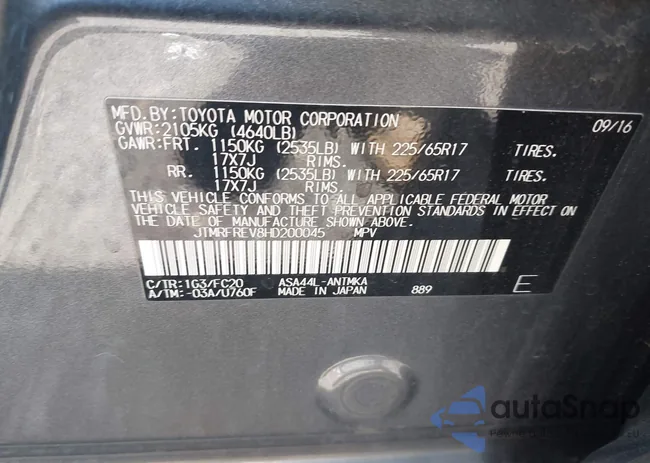 MFD.BY:TOYOTA MOTOR CORPORATION 09/16
GVWR:2105KG (4640LB)
GAWR:FRT. 1150KG (2535LB) WITH 225/65R17 TIRES.
17X7J RIMS.
RR. 1150KG (2535LB) WITH 225/65R17 TIRES.
17X7J RIMS.
THIS VEHICLE CONFORMS TO ALL APPLICABLE FEDERAL MOTOR
VEHICLE SAFETY AND THEFT PREVENTION STANDARDS IN EFFECT ON
THE DATE OF MANUFACTURE SHOWN ABOVE.
JTMRFREV8HD200045 MPV
C/TR:1G3/FC20 ASA44L-ANTMKA
A/TM:-03A/U760F MADE IN JAPAN 889 E
autoSnap